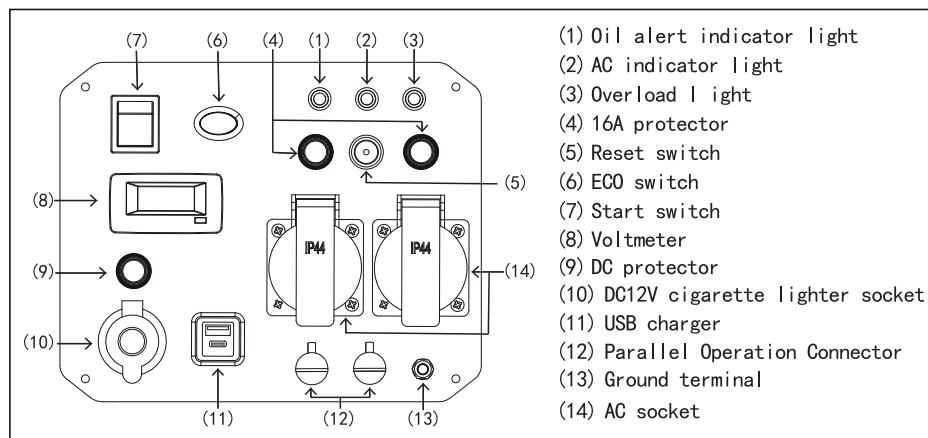 (7) (6) (4) (1) (2) (3)
(8)
(5)
IP44 IP44
(9)
(14)
(10)
(11) (12) (13)
(1) Oil alert indicator light
(2) AC indicator light
(3) Overload l ight
(4) 16A protector
(5) Reset switch
(6) ECO switch
(7) Start switch
(8) Voltmeter
(9) DC protector
(10) DC12V cigarette lighter socket
(11) USB charger
(12) Parallel Operation Connector
(13) Ground terminal
(14) AC socket